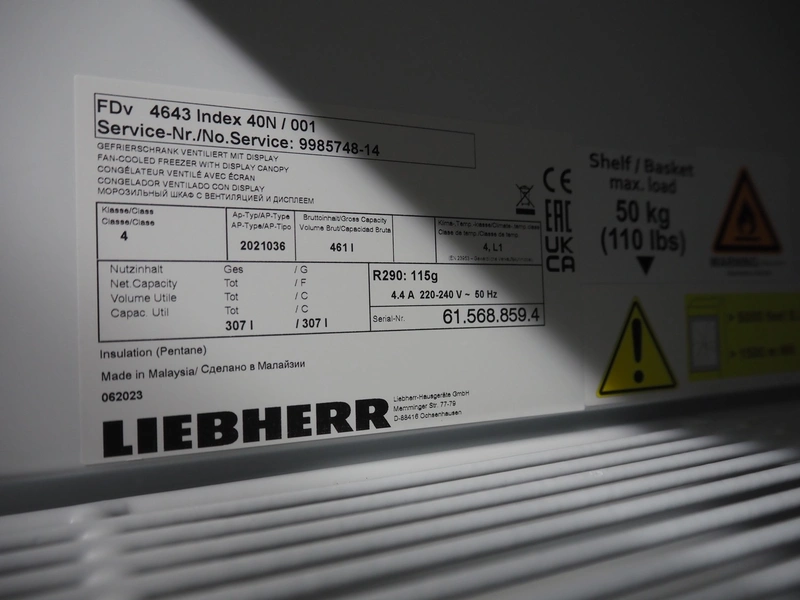 FDv 4643 Index 40N / 001
Service-Nr./No.Service: 9985748-14
GEFRIERSCHRANK VENTILIERT MIT DISPLAY
FAN-COOLED FREEZER WITH DISPLAY CANOPY
CONGÉLATEUR VENTILÉ AVEC ÉCRAN
CONGELADOR VENTILADO CON DISPLAY
МОРОЗИЛЬНЫЙ ШКАФ С ВЕНТИЛЯЦИЕЙ И ДИСПЛЕЕМ
Klasse/Class
Classe/Clase
4
Ap-Typ/AP-Type
AP-Type/AP-Tipo
2021036
Bruttoinhalt/Gross Capacity
Volume Brut/Capacidad Bruta
461 l
4, L1
Nutzinhalt Ges / G
Net.Capacity Tot / F
Volume Utile Tot / C
Capac. Util Tot / C
307 l / 307 l
R290: 115g
4.4 A 220-240 V ~ 50 Hz
Serial-Nr. 61.568.859.4
Insulation (Pentane)
Made in Malaysia/ Сделано в Малайзии
062023
LIEBHERR
Liebherr-Hausgeräte GmbH
Memminger Str. 77-79
D-88416 Ochsenhausen
CE
EAC
UK
CA
Shelf / Basket
max. load
50 kg
(110 lbs)